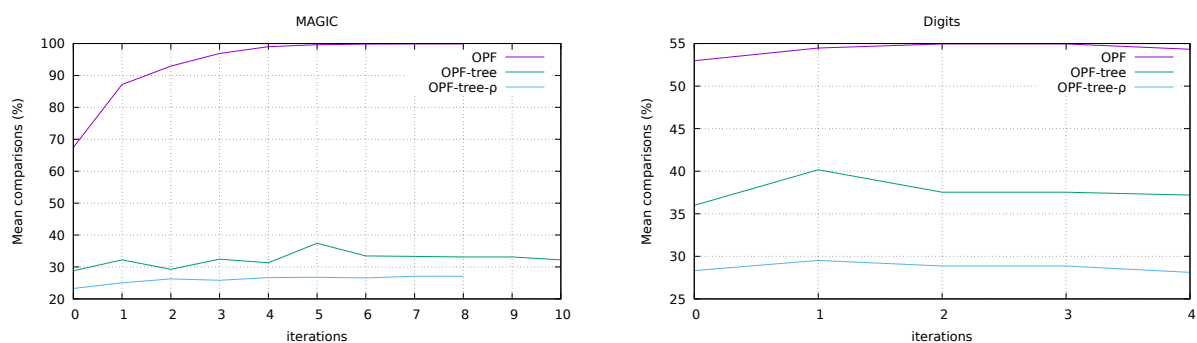 MAGIC
OPF
OPF-tree
OPF-tree-ρ
Mean comparisons (%)
100
90
80
70
60
50
40
30
20
0 1 2 3 4 5 6 7 8 9 10
iterations
Digits
OPF
OPF-tree
OPF-tree-ρ
Mean comparisons (%)
55
50
45
40
35
30
25
0 1 2 3 4
iterations